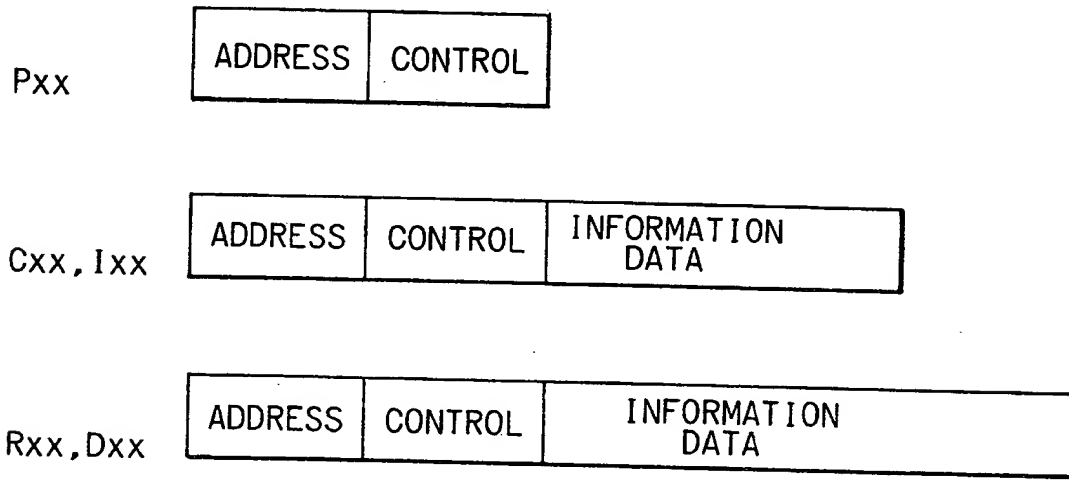 Pxx ADDRESS CONTROL
Cxx, Ixx ADDRESS CONTROL INFORMATION
DATA
Rxx, Dxx ADDRESS CONTROL INFORMATION
DATA